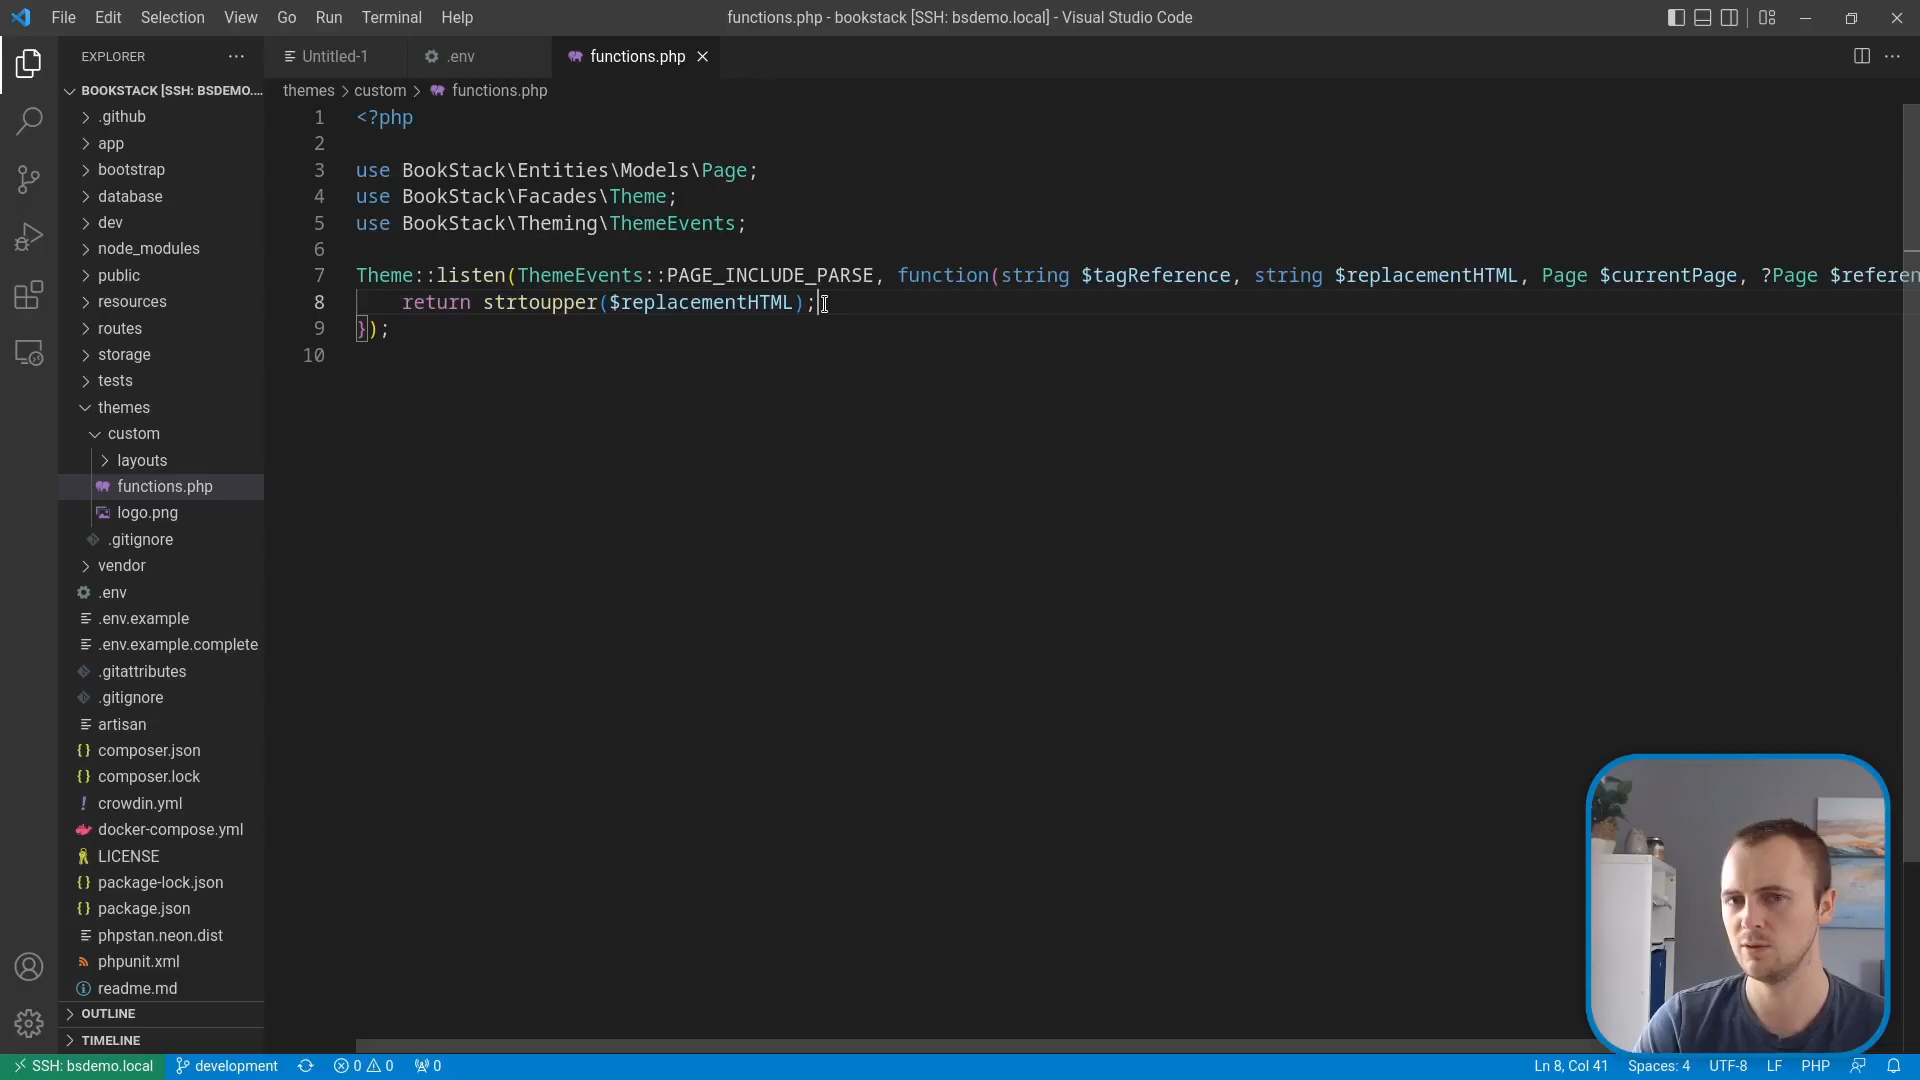 File Edit Selection View Go Run Terminal Help
functions.php - bookstack [SSH: bsdemo.local] - Visual Studio Code
EXPLORER
Untitled-1
.env
functions.php
BOOKSTACK [SSH: BSDEMO....
themes > custom > functions.php
.github
app
bootstrap
database
dev
node_modules
public
resources
routes
storage
tests
themes
custom
layouts
functions.php
logo.png
.gitignore
vendor
.env
.env.example
.env.example.complete
.gitattributes
.gitignore
artisan
composer.json
composer.lock
crowdin.yml
docker-compose.yml
LICENSE
package-lock.json
package.json
phpstan.neon.dist
phpunit.xml
readme.md
OUTLINE
TIMELINE
1 <?php
2
3 use BookStack\Entities\Models\Page;
4 use BookStack\Facades\Theme;
5 use BookStack\Theming\ThemeEvents;
6
7 Theme::listen(ThemeEvents::PAGE_INCLUDE_PARSE, function(string $tagReference, string $replacementHTML, Page $currentPage, ?Page $referen
8 return strtoupper($replacementHTML);
9 });
10
SSH: bsdemo.local development 0 0 0 Ln 8, Col 41 Spaces: 4 UTF-8 LF PHP